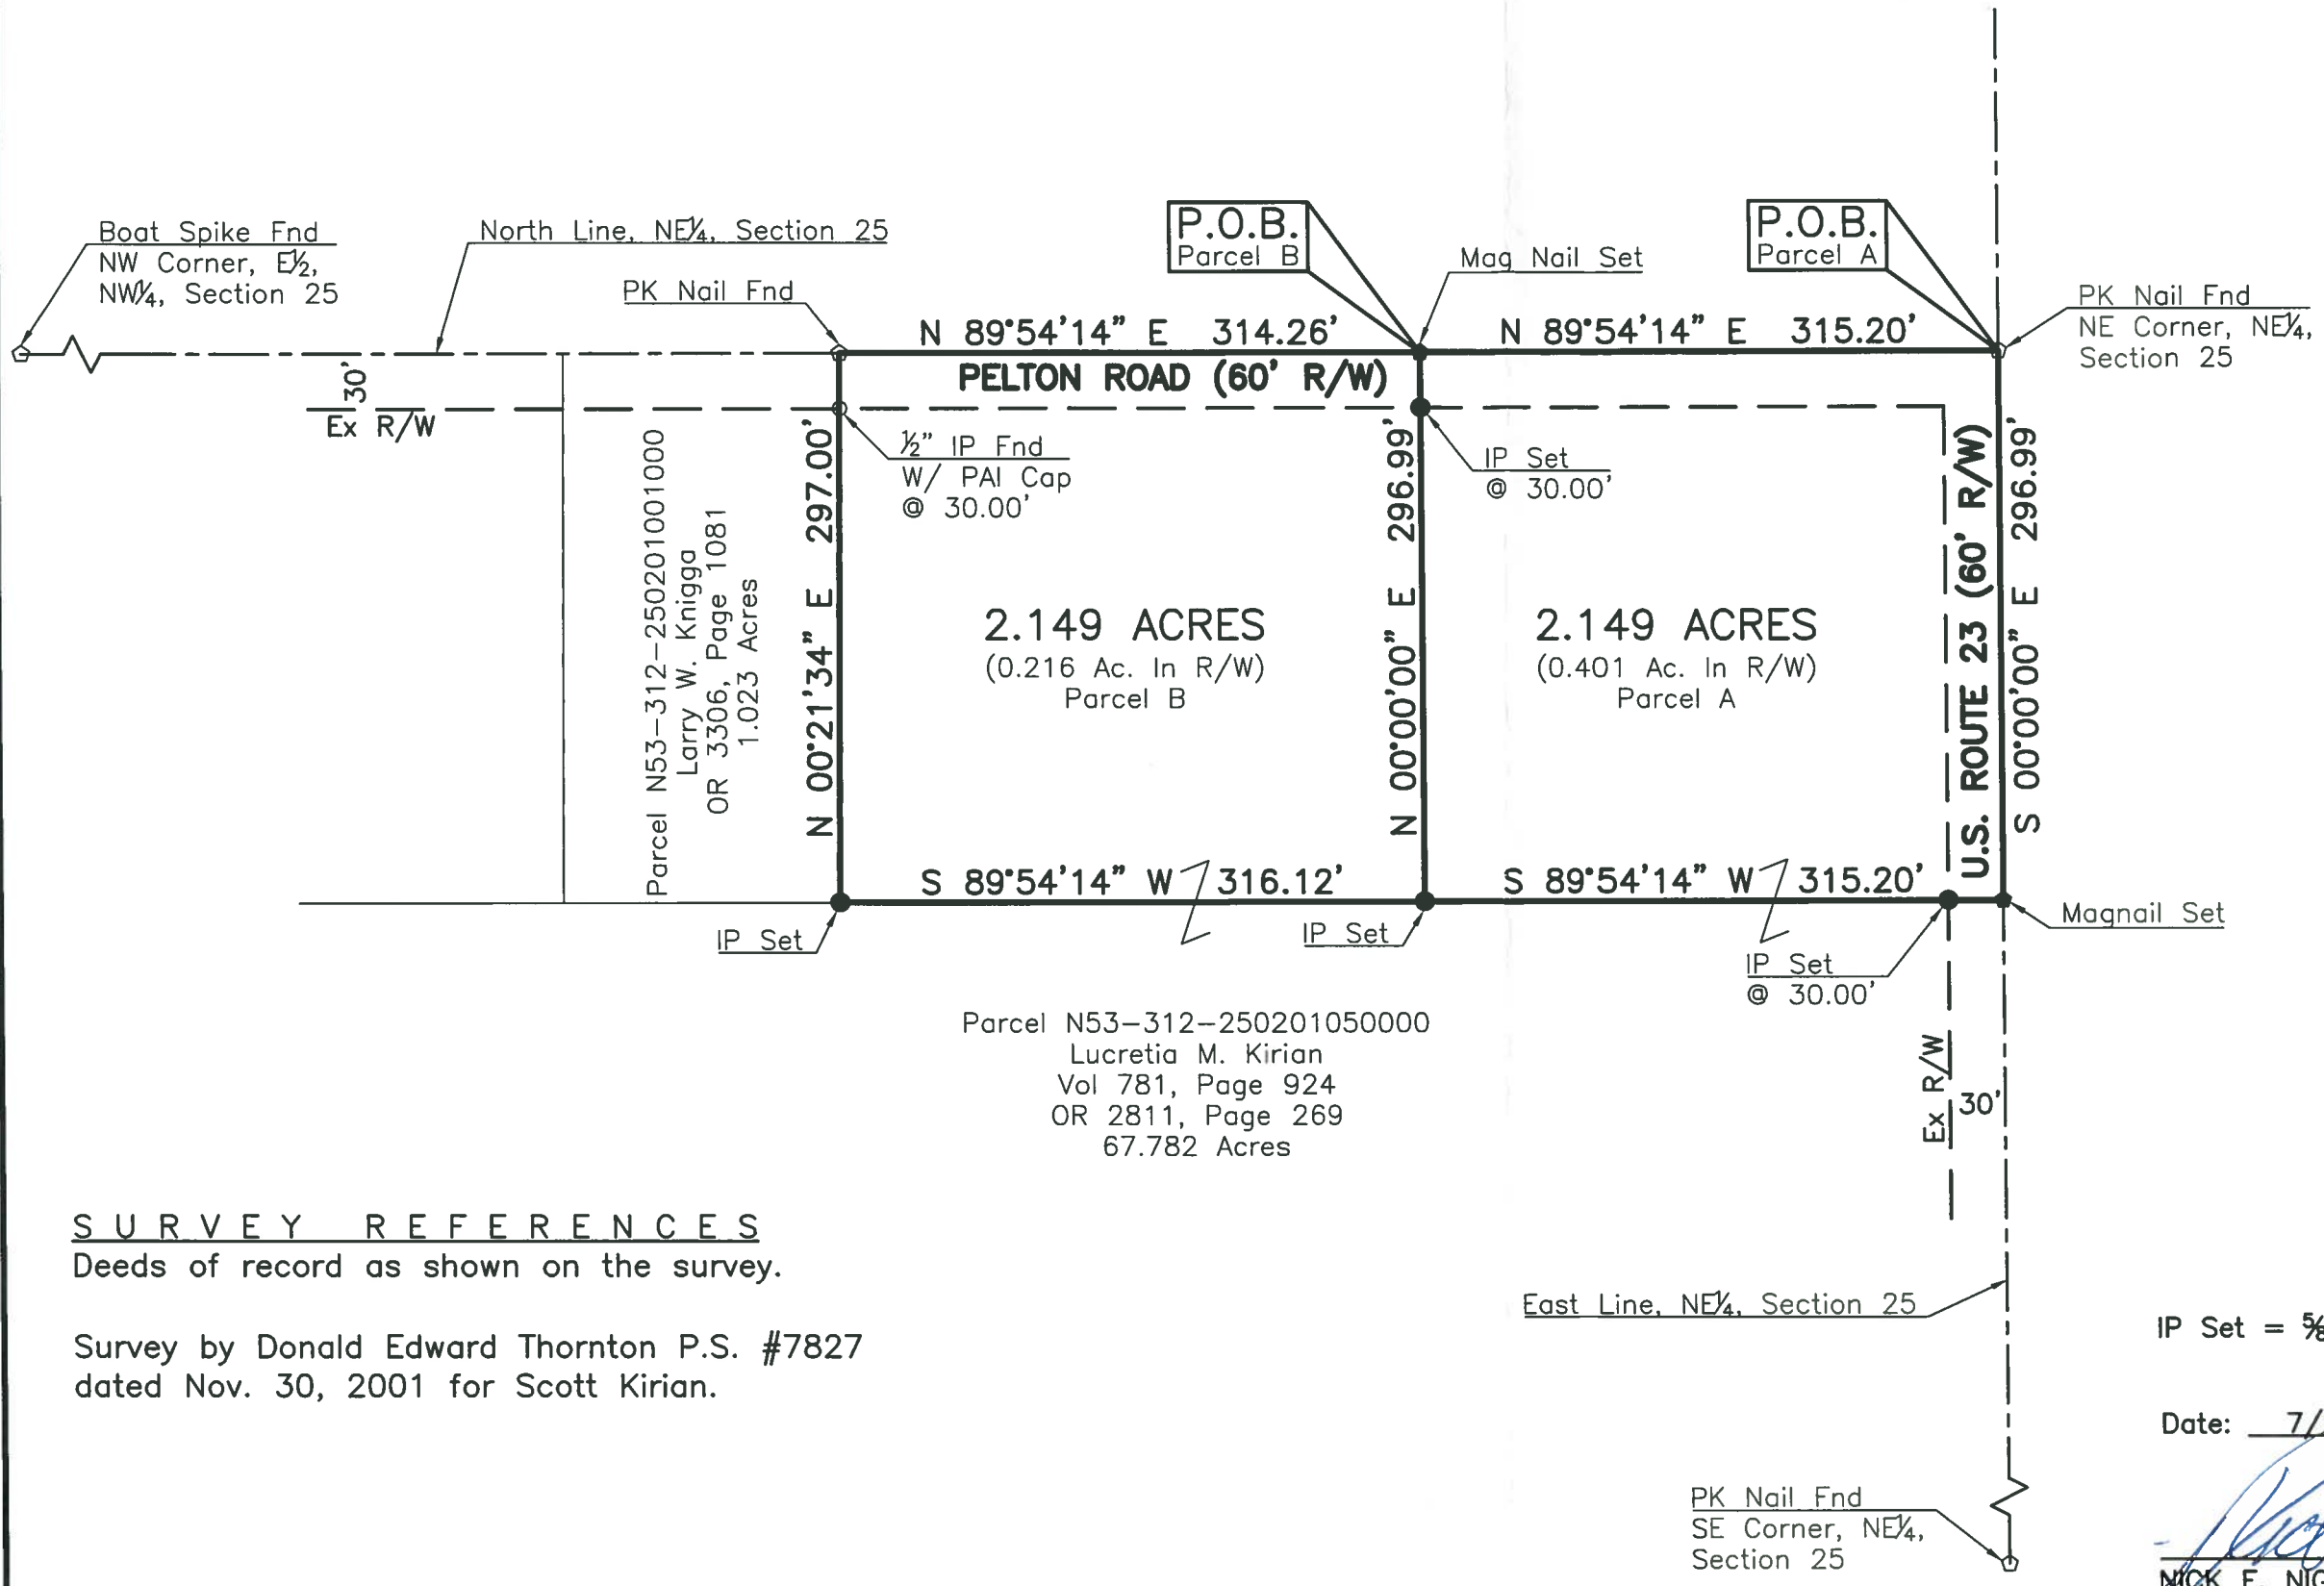 Boat Spike Fnd
NW Corner, E½,
NW¼, Section 25
North Line, NE¼, Section 25
PK Nail Fnd
P.O.B.
Parcel B
Mag Nail Set
P.O.B.
Parcel A
PK Nail Fnd
NE Corner, NE¼,
Section 25
N 89°54'14" E 314.26'
N 89°54'14" E 315.20'
PELTON ROAD (60' R/W)
30'
Ex R/W
½" IP Fnd
W/ PAI Cap
@ 30.00'
IP Set
@ 30.00'
Parcel N53-312-250201001000
Larry W. Knigga
OR 3306, Page 1081
1.023 Acres
N 00°21'34" E 297.00'
2.149 ACRES
(0.216 Ac. In R/W)
Parcel B
N 00°00'00" E 296.99'
2.149 ACRES
(0.401 Ac. In R/W)
Parcel A
U.S. ROUTE 23 (60' R/W)
S 00°00'00" E 296.99'
S 89°54'14" W 316.12'
S 89°54'14" W 315.20'
IP Set
IP Set
IP Set
@ 30.00'
Magnail Set
Parcel N53-312-250201050000
Lucretia M. Kirian
Vol 781, Page 924
OR 2811, Page 269
67.782 Acres
Ex R/W
30'
SURVEY REFERENCES
Deeds of record as shown on the survey.
Survey by Donald Edward Thornton P.S. #7827
dated Nov. 30, 2001 for Scott Kirian.
East Line, NE¼, Section 25
IP Set = ⅝
Date: 7/
PK Nail Fnd
SE Corner, NE¼,
Section 25
NICK F. NIG